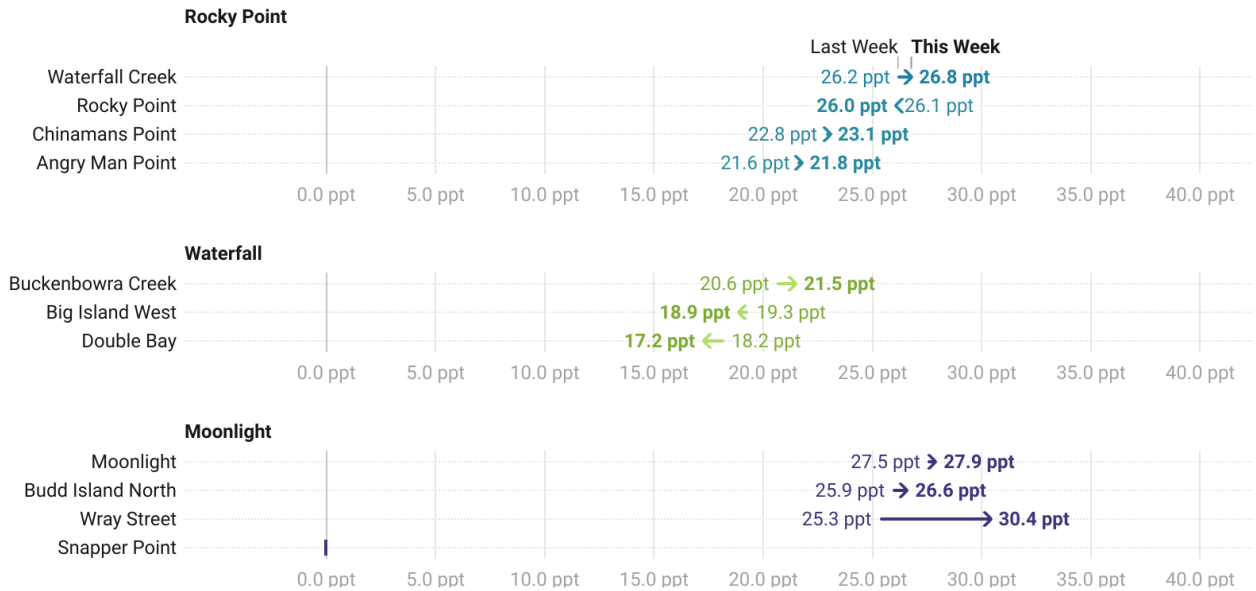 Rocky Point
Last Week This Week
Waterfall Creek 26.2 ppt 26.8 ppt
Rocky Point 26.0 ppt 26.1 ppt
Chinamans Point 22.8 ppt 23.1 ppt
Angry Man Point 21.6 ppt 21.8 ppt
0.0 ppt 5.0 ppt 10.0 ppt 15.0 ppt 20.0 ppt 25.0 ppt 30.0 ppt 35.0 ppt 40.0 ppt
Waterfall
Buckenbowra Creek 20.6 ppt 21.5 ppt
Big Island West 18.9 ppt 19.3 ppt
Double Bay 17.2 ppt 18.2 ppt
0.0 ppt 5.0 ppt 10.0 ppt 15.0 ppt 20.0 ppt 25.0 ppt 30.0 ppt 35.0 ppt 40.0 ppt
Moonlight
Moonlight 27.5 ppt 27.9 ppt
Budd Island North 25.9 ppt 26.6 ppt
Wray Street 25.3 ppt 30.4 ppt
Snapper Point
0.0 ppt 5.0 ppt 10.0 ppt 15.0 ppt 20.0 ppt 25.0 ppt 30.0 ppt 35.0 ppt 40.0 ppt